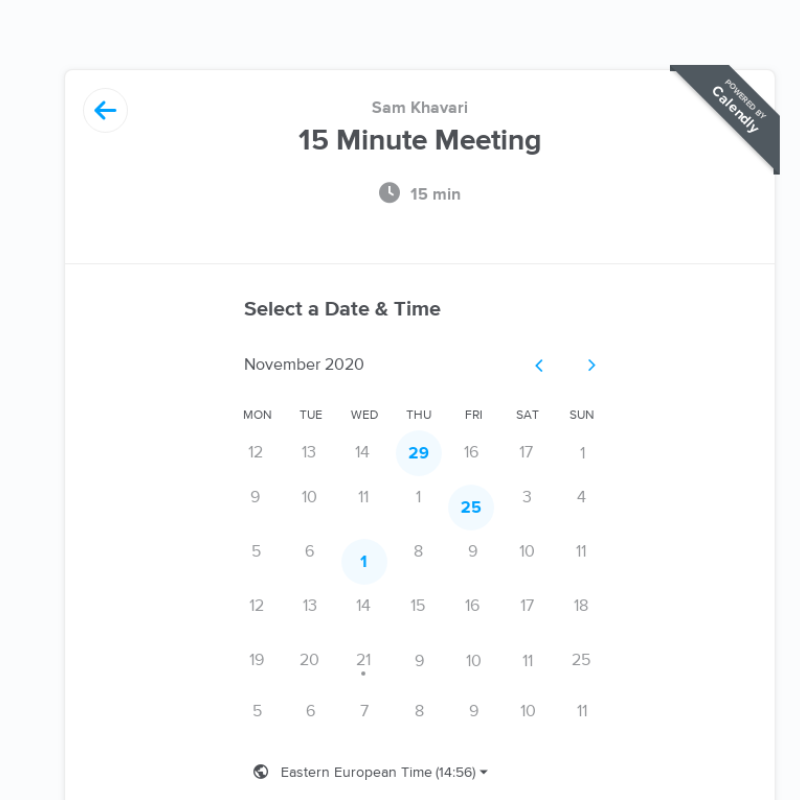 POWERED BY
Calendly
Sam Khavari
15 Minute Meeting
15 min
Select a Date & Time
November 2020
MON TUE WED THU FRI SAT SUN
12 13 14 29 16 17 1
9 10 11 1 25 3 4
5 6 1 8 9 10 11
12 13 14 15 16 17 18
19 20 21 9 10 11 25
5 6 7 8 9 10 11
Eastern European Time (14:56)